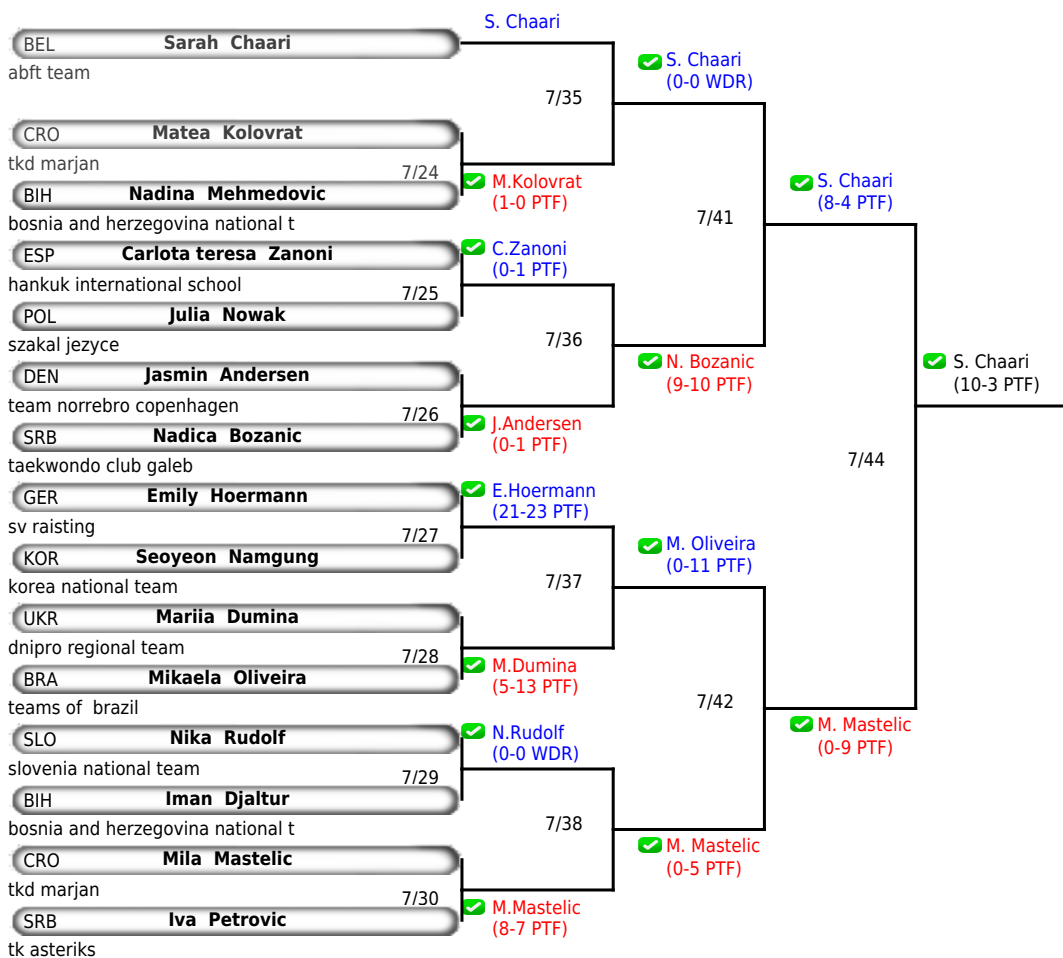 S. Chaari
BEL Sarah Chaari
abft team
S. Chaari
(0-0 WDR)
7/35
CRO Matea Kolovrat
tkd marjan
7/24
M.Kolovrat
(1-0 PTF)
BIH Nadina Mehmedovic
bosnia and herzegovina national t
S. Chaari
(8-4 PTF)
7/41
ESP Carlota teresa Zanoni
hankuk international school
C.Zanoni
(0-1 PTF)
7/25
POL Julia Nowak
szakal jezyce
7/36
N. Bozanic
(9-10 PTF)
S. Chaari
(10-3 PTF)
DEN Jasmin Andersen
team norrebro copenhagen
7/26
J.Andersen
(0-1 PTF)
SRB Nadica Bozanic
taekwondo club galeb
7/44
GER Emily Hoermann
sv raisting
E.Hoermann
(21-23 PTF)
7/27
KOR Seoyeon Namgung
korea national team
M. Oliveira
(0-11 PTF)
7/37
UKR Mariia Dumina
dnipro regional team
7/28
M.Dumina
(5-13 PTF)
BRA Mikaela Oliveira
teams of brazil
7/42
M. Mastelic
(0-9 PTF)
SLO Nika Rudolf
slovenia national team
N.Rudolf
(0-0 WDR)
7/29
BIH Iman Djaltur
bosnia and herzegovina national t
7/38
M. Mastelic
(0-5 PTF)
CRO Mila Mastelic
tkd marjan
7/30
M.Mastelic
(8-7 PTF)
SRB Iva Petrovic
tk asteriks